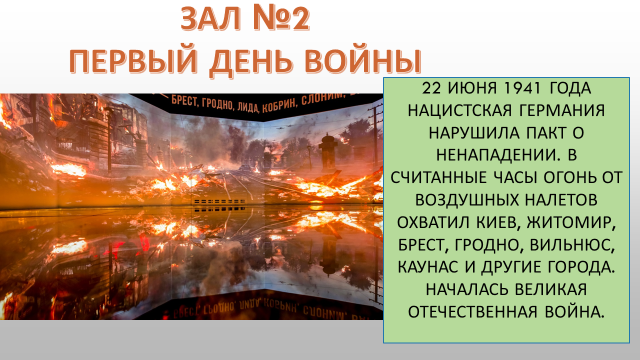 ЗАЛ №2
ПЕРВЫЙ ДЕНЬ ВОЙНЫ
БРЕСТ, ГРОДНО, ЛИДА, КОБРИН, СЛОНИМ,
22 ИЮНЯ 1941 ГОДА
НАЦИСТСКАЯ ГЕРМАНИЯ
НАРУШИЛА ПАКТ О
НЕНАПАДЕНИИ. В
СЧИТАННЫЕ ЧАСЫ ОГОНЬ ОТ
ВОЗДУШНЫХ НАЛЕТОВ
ОХВАТИЛ КИЕВ, ЖИТОМИР,
БРЕСТ, ГРОДНО, ВИЛЬНЮС,
КАУНАС И ДРУГИЕ ГОРОДА.
НАЧАЛАСЬ ВЕЛИКАЯ
ОТЕЧЕСТВЕННАЯ ВОЙНА.